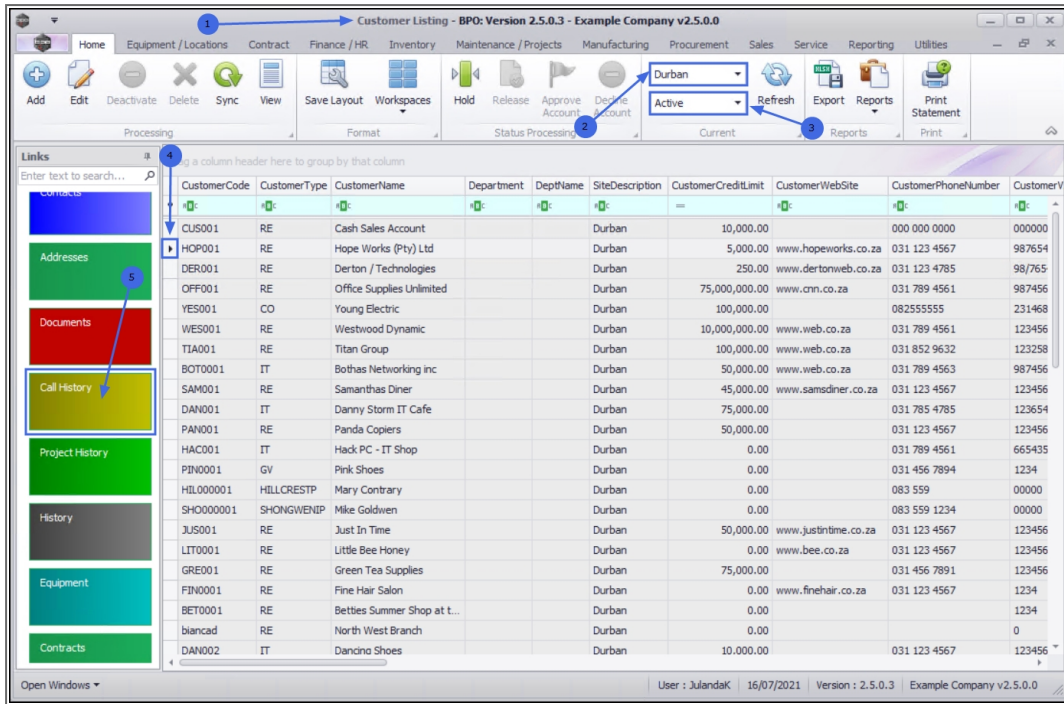 Customer Listing - BPO: Version 2.5.0.3 - Example Company v2.5.0.0
1
Home Equipment / Locations Contract Finance / HR Inventory Maintenance / Projects Manufacturing Procurement Sales Service Reporting Utilities
Add Edit Deactivate Delete Sync View Save Layout Workspaces Hold Release Approve Account Decline Account Durban Active Refresh Export Reports Print Statement
2 3
Processing Format Status Processing Current Reports Print
Links 4 a column header here to group by that column
Enter text to search...
CustomerCode CustomerType CustomerName Department DeptName SiteDescription CustomerCreditLimit CustomerWebSite CustomerPhoneNumber CustomerV
CUS001 RE Cash Sales Account Durban 10,000.00 000 000 0000 000000
HOP001 RE Hope Works (Pty) Ltd Durban 5,000.00 www.hopeworks.co.za 031 123 4567 987654
DER001 RE Derton / Technologies Durban 250.00 www.dertonweb.co.za 031 123 4785 98/765-
OFF001 RE Office Supplies Unlimited Durban 75,000,000.00 www.cnn.co.za 031 789 4561 987456
YES001 CO Young Electric Durban 100,000.00 082555555 231468
WES001 RE Westwood Dynamic Durban 10,000,000.00 www.web.co.za 031 789 4561 123456
TIA001 RE Titan Group Durban 100,000.00 www.web.co.za 031 852 9632 123258
BOT0001 IT Bothas Networking inc Durban 50,000.00 www.web.co.za 031 789 4563 987456
SAM001 RE Samanthas Diner Durban 45,000.00 www.samsdiner.co.za 031 123 4567 123456
DAN001 IT Danny Storm IT Cafe Durban 75,000.00 031 785 4785 123654
PAN001 RE Panda Copiers Durban 50,000.00 031 123 4567 123456
HAC001 IT Hack PC - IT Shop Durban 0.00 031 789 4561 665435
PIN0001 GV Pink Shoes Durban 0.00 031 456 7894 1234
HIL000001 HILLCRESTP Mary Contrary Durban 0.00 083 559 00000
SHO000001 SHONGWENIP Mike Goldwen Durban 0.00 083 559 1234 00000
JUS001 RE Just In Time Durban 50,000.00 www.justintime.co.za 031 123 4567 123456
LIT0001 RE Little Bee Honey Durban 0.00 www.bee.co.za 031 123 4567 123456
GRE001 RE Green Tea Supplies Durban 75,000.00 031 456 7891 123456
FIN0001 RE Fine Hair Salon Durban 0.00 www.finehair.co.za 031 123 4567 1234
BET0001 RE Betties Summer Shop at t... Durban 0.00 1234
biancad RE North West Branch Durban 0.00 0
DAN002 IT Dancing Shoes Durban 10,000.00 031 123 4567 123456
Contacts
Addresses
5
Documents
Call History
Project History
History
Equipment
Contracts
Open Windows User : JulandaK 16/07/2021 Version : 2.5.0.3 Example Company v2.5.0.0